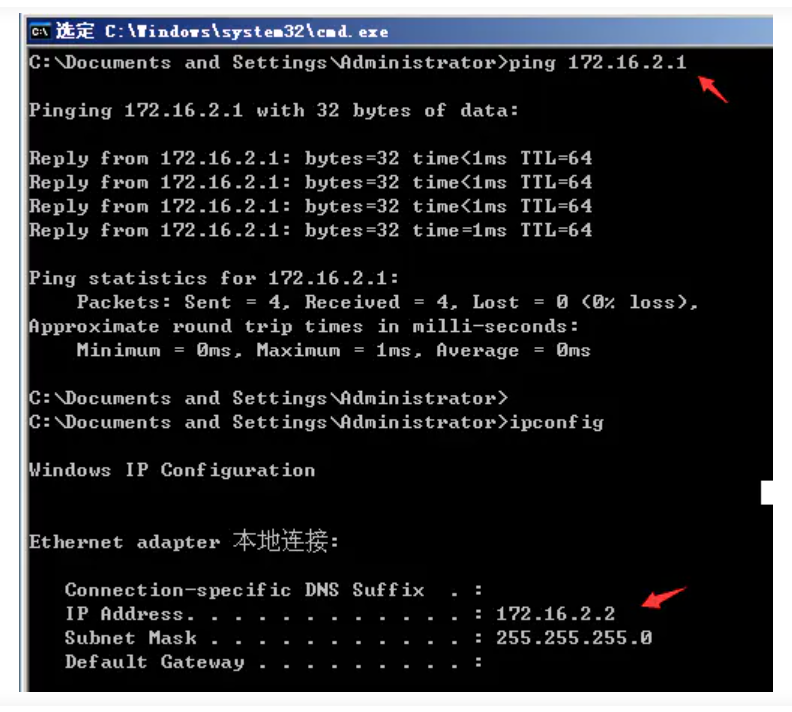 选定 C:\Windows\system32\cmd.exe
C:\Documents and Settings\Administrator>ping 172.16.2.1
Pinging 172.16.2.1 with 32 bytes of data:
Reply from 172.16.2.1: bytes=32 time<1ms TTL=64
Reply from 172.16.2.1: bytes=32 time<1ms TTL=64
Reply from 172.16.2.1: bytes=32 time<1ms TTL=64
Reply from 172.16.2.1: bytes=32 time=1ms TTL=64
Ping statistics for 172.16.2.1:
    Packets: Sent = 4, Received = 4, Lost = 0 (0% loss),
Approximate round trip times in milli-seconds:
    Minimum = 0ms, Maximum = 1ms, Average = 0ms
C:\Documents and Settings\Administrator>
C:\Documents and Settings\Administrator>ipconfig
Windows IP Configuration
Ethernet adapter 本地连接:
   Connection-specific DNS Suffix  . :
   IP Address. . . . . . . . . . . . : 172.16.2.2
   Subnet Mask . . . . . . . . . . . : 255.255.255.0
   Default Gateway . . . . . . . . . :